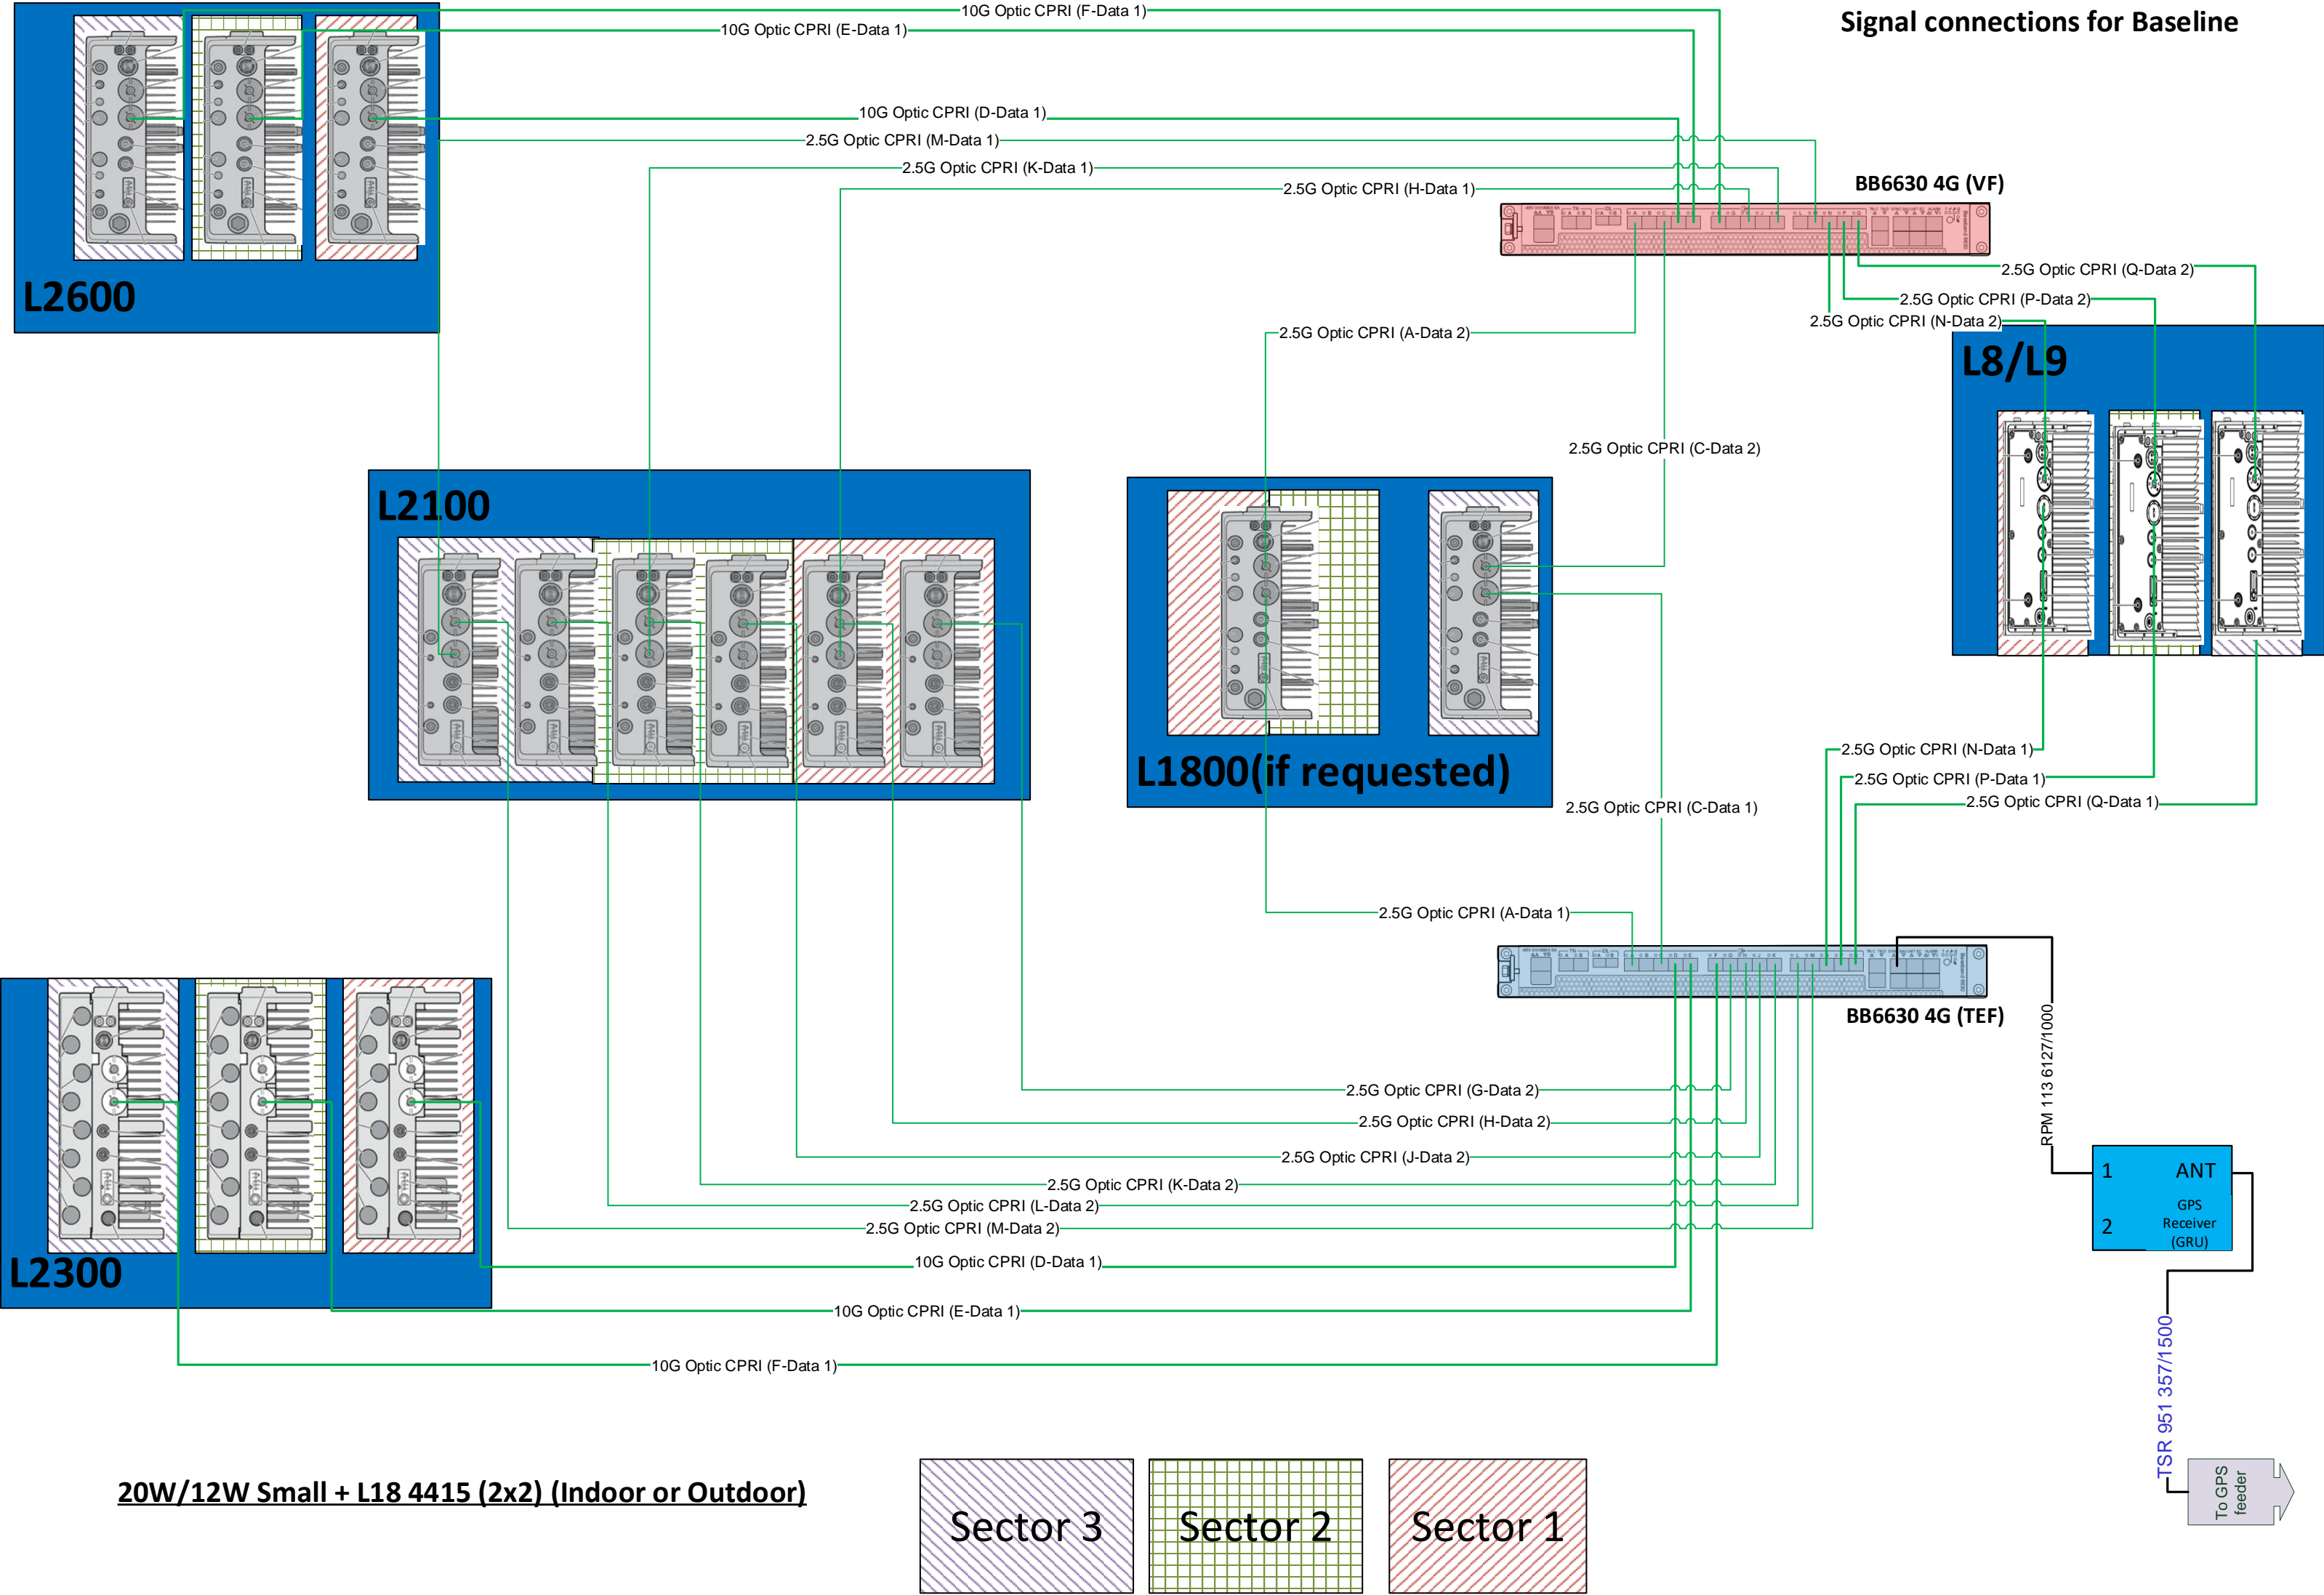 Signal connections for Baseline
10G Optic CPRI (F-Data 1)
10G Optic CPRI (E-Data 1)
10G Optic CPRI (D-Data 1)
2.5G Optic CPRI (M-Data 1)
2.5G Optic CPRI (K-Data 1)
2.5G Optic CPRI (H-Data 1)
BB6630 4G (VF)
L2600
2.5G Optic CPRI (Q-Data 2)
2.5G Optic CPRI (P-Data 2)
2.5G Optic CPRI (N-Data 2)
2.5G Optic CPRI (A-Data 2)
L8/L9
2.5G Optic CPRI (C-Data 2)
L2100
L1800(if requested)
2.5G Optic CPRI (N-Data 1)
2.5G Optic CPRI (P-Data 1)
2.5G Optic CPRI (Q-Data 1)
2.5G Optic CPRI (C-Data 1)
2.5G Optic CPRI (A-Data 1)
BB6630 4G (TEF)
RPM 113 6127/1000
2.5G Optic CPRI (G-Data 2)
2.5G Optic CPRI (H-Data 2)
2.5G Optic CPRI (J-Data 2)
2.5G Optic CPRI (K-Data 2)
2.5G Optic CPRI (L-Data 2)
2.5G Optic CPRI (M-Data 2)
10G Optic CPRI (D-Data 1)
10G Optic CPRI (E-Data 1)
10G Optic CPRI (F-Data 1)
L2300
1 ANT
GPS
Receiver
(GRU)
2
TSR 951 357/1500
To GPS
feeder
20W/12W Small + L18 4415 (2x2) (Indoor or Outdoor)
Sector 3
Sector 2
Sector 1